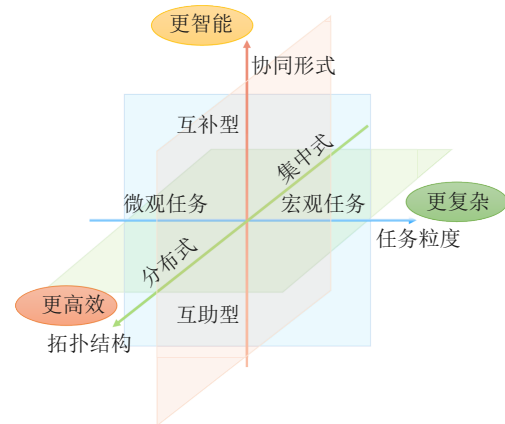 更智能
协同形式
互补型
集中式
微观任务
宏观任务
更复杂
任务粒度
分布式
更高效
互助型
拓扑结构